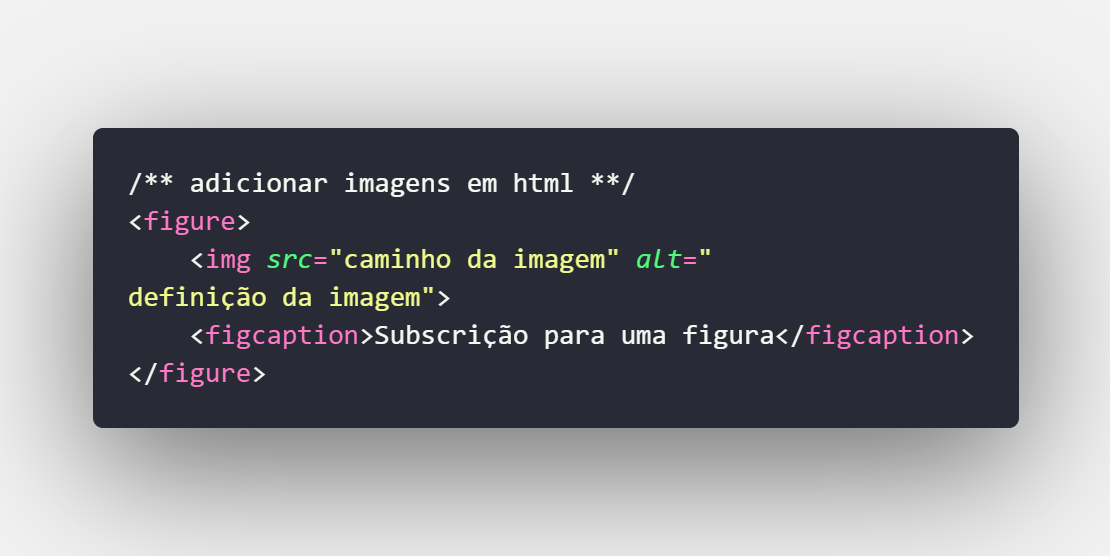 /** adicionar imagens em html **/
<figure>
    <img src="caminho da imagem" alt="
definição da imagem">
    <figcaption>Subscrição para uma figura</figcaption>
</figure>